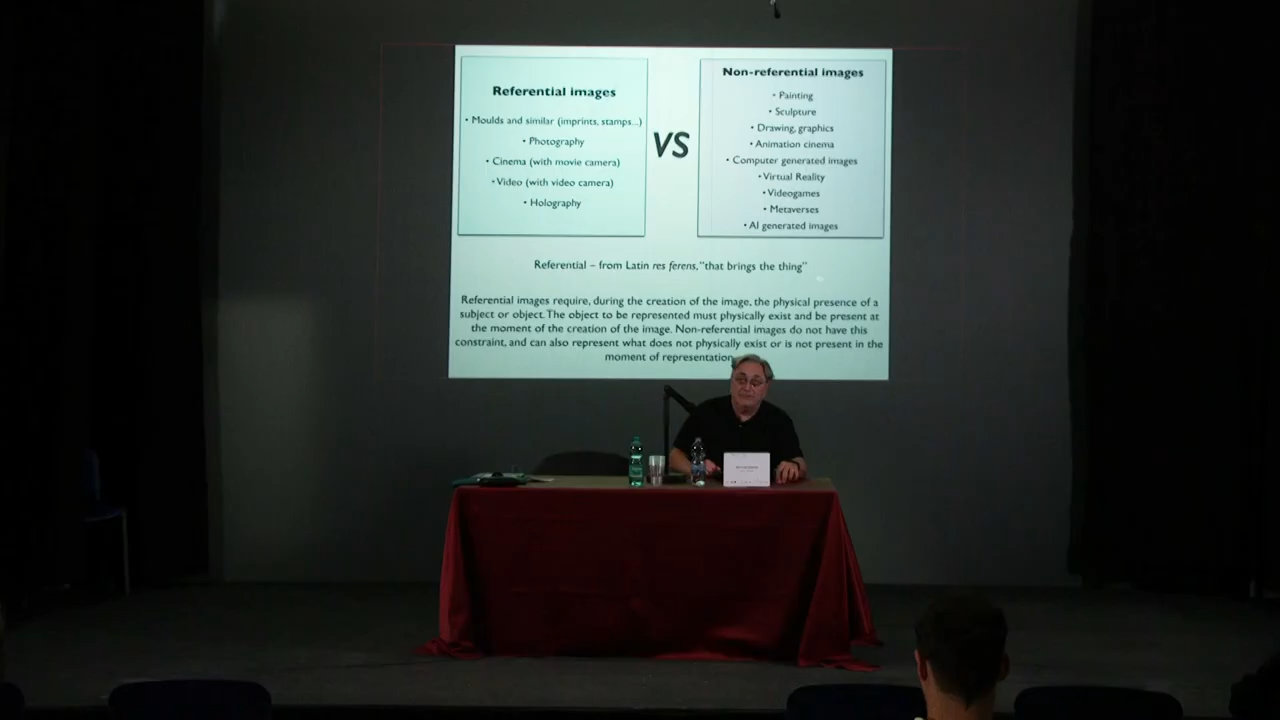 Referential images
• Moulds and similar (imprints, stamps...)
• Photography
• Cinema (with movie camera)
• Video (with video camera)
• Holography
VS
Non-referential images
• Painting
• Sculpture
• Drawing, graphics
• Animation cinema
• Computer generated images
• Virtual Reality
• Videogames
• Metaverses
• AI generated images
Referential – from Latin res ferens, "that brings the thing"
Referential images require, during the creation of the image, the physical presence of a
subject or object. The object to be represented must physically exist and be present at
the moment of the creation of the image. Non-referential images do not have this
constraint, and can also represent what does not physically exist or is not present in the
moment of representation